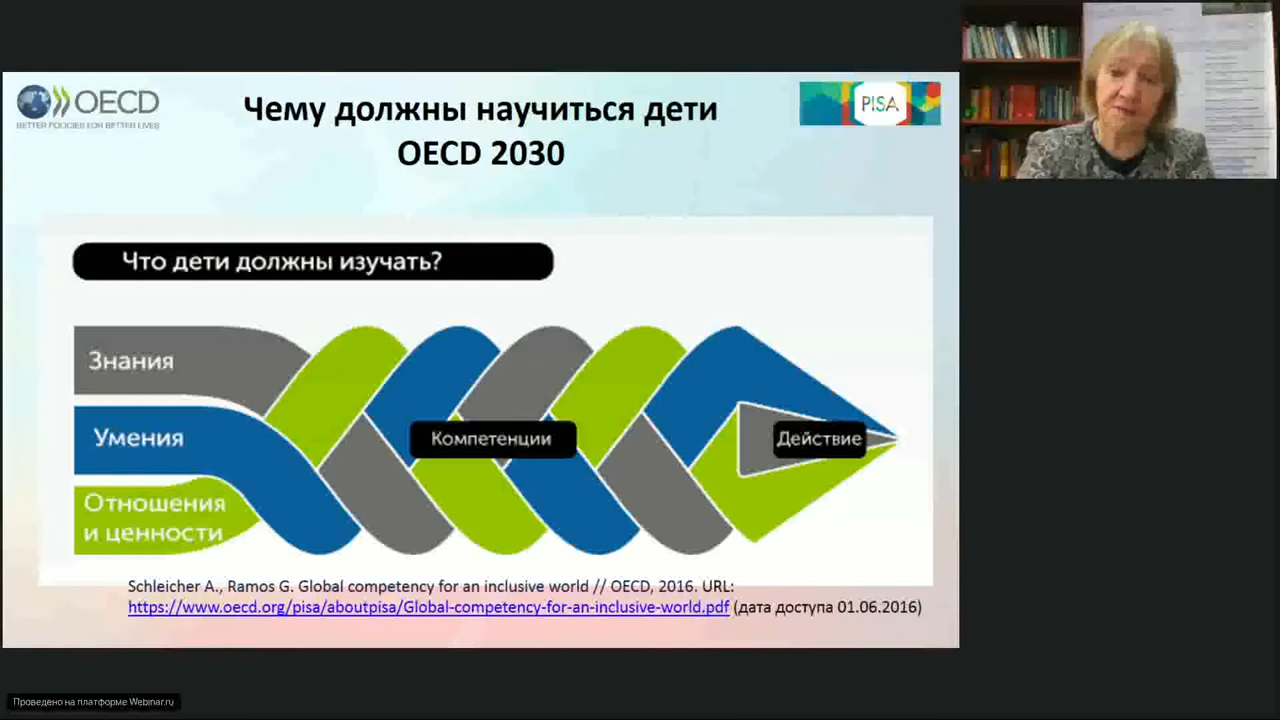 OECD
BETTER POLICIES FOR BETTER LIVES
Чему должны научиться дети
OECD 2030
PISA
Что дети должны изучать?
Знания
Умения
Компетенции
Действие
Отношения
и ценности
Schleicher A., Ramos G. Global competency for an inclusive world // OECD, 2016. URL:
https://www.oecd.org/pisa/aboutpisa/Global-competency-for-an-inclusive-world.pdf (дата доступа 01.06.2016)
Проведено на платформе Webinar.ru